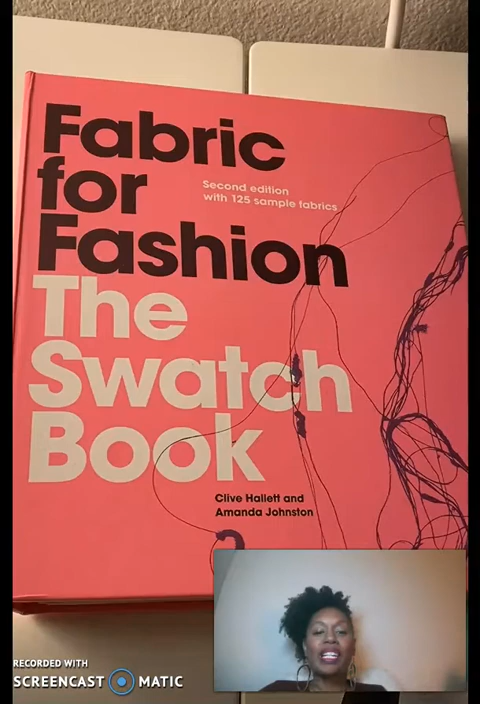 Fabric
for
Second edition
with 125 sample fabrics
Fashion
The
Swatch
Book
Clive Hallett and
Amanda Johnston
RECORDED WITH
SCREENCAST MATIC